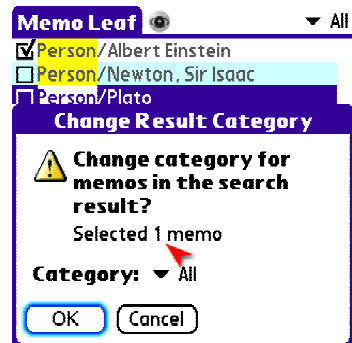 Memo Leaf All
Person/Albert Einstein
Person/Newton, Sir Isaac
Person/Plato
Change Result Category
Change category for
memos in the search
result?
Selected 1 memo
Category: All
OK Cancel